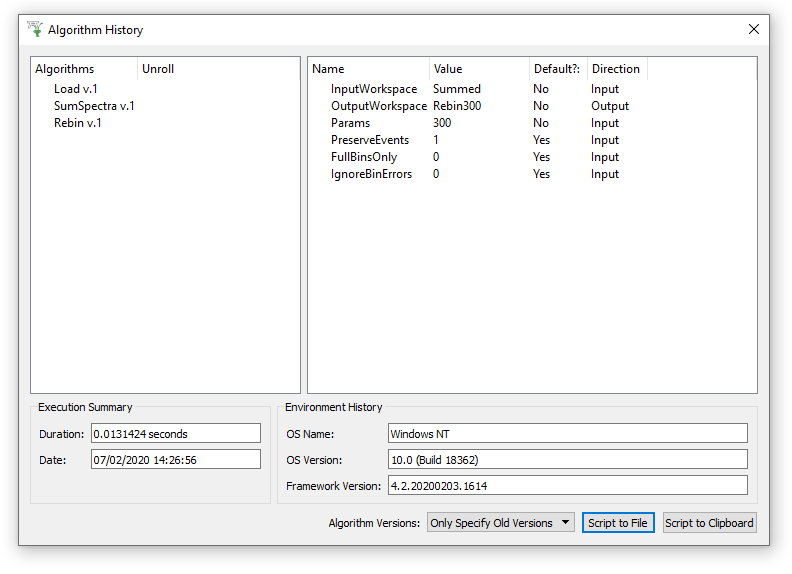 Algorithm History
Algorithms Unroll
Load v.1
SumSpectra v.1
Rebin v.1
Name Value Default?: Direction
InputWorkspace Summed No Input
OutputWorkspace Rebin300 No Output
Params 300 No Input
PreserveEvents 1 Yes Input
FullBinsOnly 0 Yes Input
IgnoreBinErrors 0 Yes Input
Execution Summary
Duration: 0.0131424 seconds
Date: 07/02/2020 14:26:56
Environment History
OS Name: Windows NT
OS Version: 10.0 (Build 18362)
Framework Version: 4.2.20200203.1614
Algorithm Versions: Only Specify Old Versions Script to File Script to Clipboard